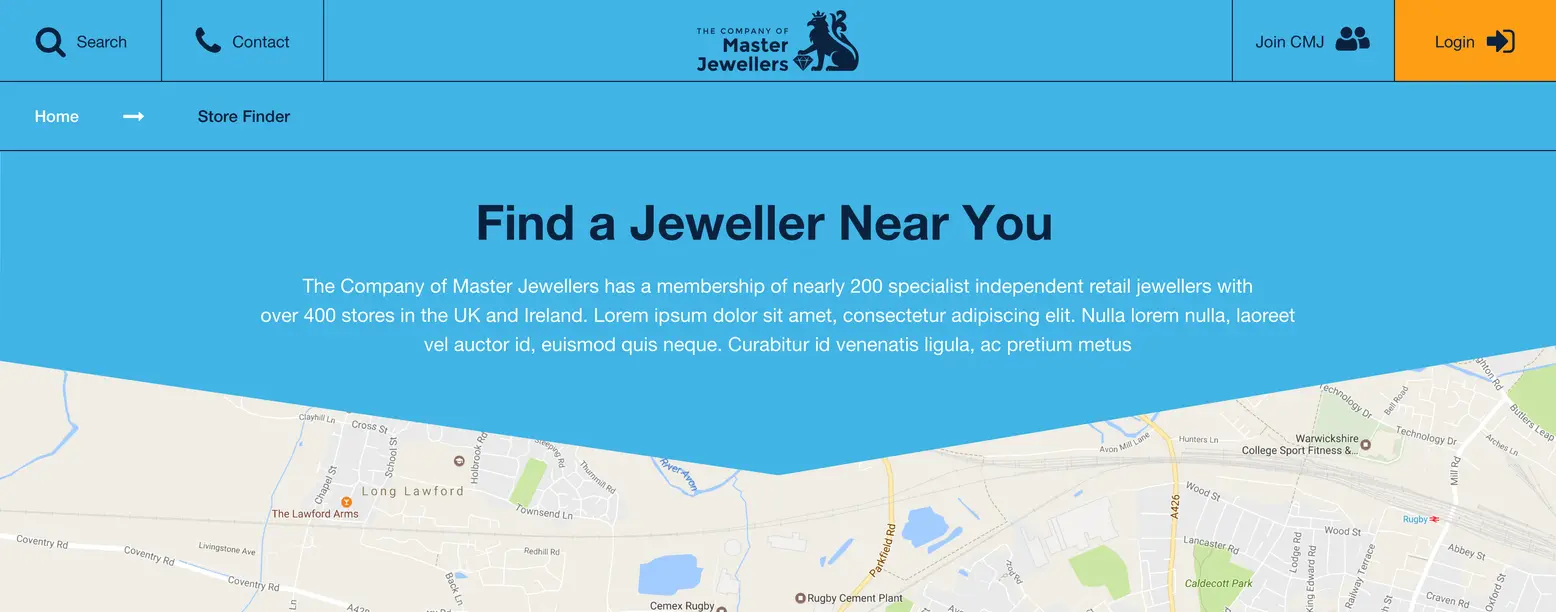 Search
Contact
THE COMPANY OF
Master
Jewellers
Join CMJ
Login
Home
Store Finder
Find a Jeweller Near You
The Company of Master Jewellers has a membership of nearly 200 specialist independent retail jewellers with
over 400 stores in the UK and Ireland. Lorem ipsum dolor sit amet, consectetur adipiscing elit. Nulla lorem nulla, laoreet
vel auctor id, euismod quis neque. Curabitur id venenatis ligula, ac pretium metus
Clayhill Ln
Cross St
School St
Holbrook Rd
Steeping Rd
Thurnmill Rd
River Avon
Chapel St
Long Lawford
The Lawford Arms
Townsend Ln
Coventry Rd
Coventry Rd
Livingstone Ave
Coventry Rd
Redhill Rd
Back Ln
Ln
A428
Cemex Rugby
Rugby Cement Plant
Parkfield Rd
Avon Mill Lane
Hunters Ln
A426
Warwickshire
College Sport Fitness &...
Technology Dr
Bell Road
Technology Dr
Butlers Leap
Arches Ln
Mill Rd
Wood St
Wood St
Rugby
Lancaster Rd
Lodge Rd
King Edward Rd
Railway Terrace
Abbey St
Caldecott Park
Craven Rd
Oxford St